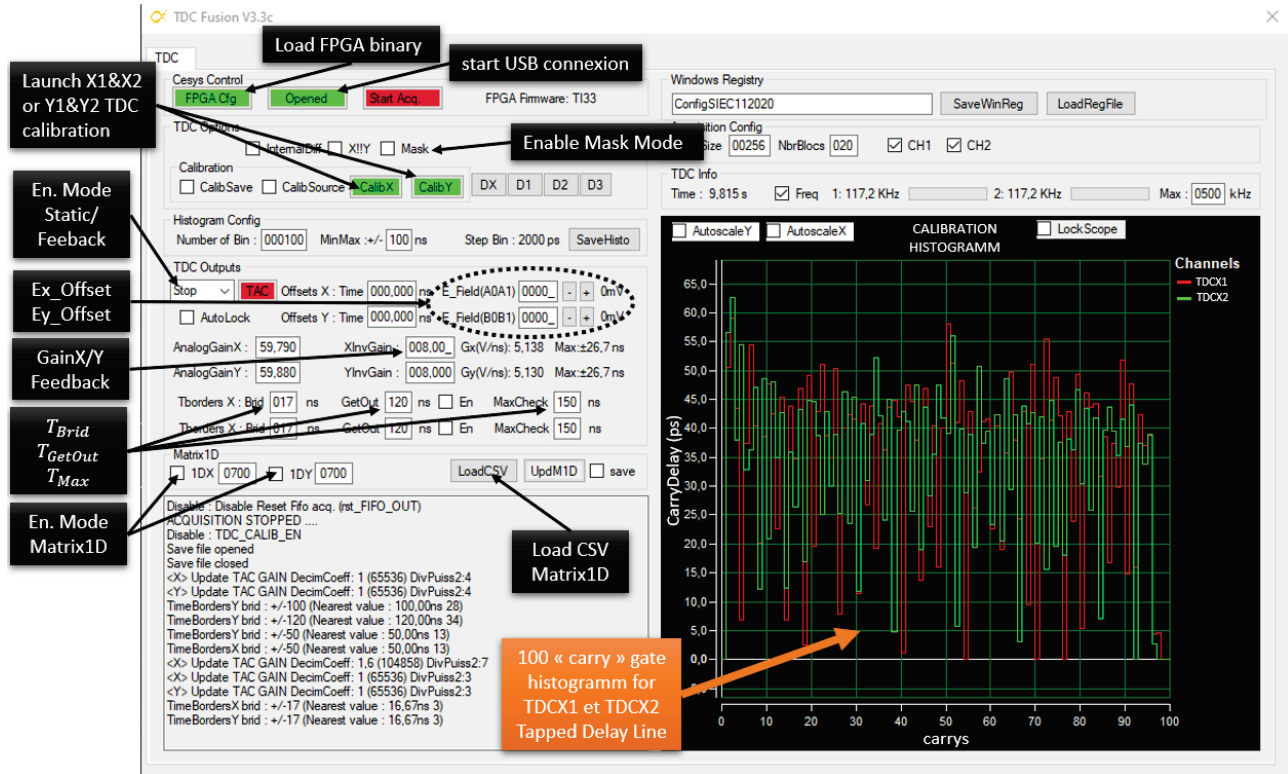 TDC Fusion V3.3c
Load FPGA binary
start USB connexion
Launch X1&X2
or Y1&Y2 TDC
calibration
TDC
Cesys Control
FPGA Cfg Opened Start Acq. FPGA Firmware: TI33
Windows Registry
ConfigSIEC112020 SaveWinReg LoadRegFile
TDC Options
InternalDiff X!!Y Mask
Enable Mask Mode
Config
Size 00256 NbrBlocs 020 CH1 CH2
Calibration
CalibSave CalibSource CalibX CalibY DX D1 D2 D3
TDC Info
Time : 9,815 s Freq 1: 117,2 KHz 2: 117,2 KHz Max : 0500 kHz
En. Mode
Static/
Feeback
Histogram Config
Number of Bin : 000100 MinMax :+/- 100 ns Step Bin : 2000 ps SaveHisto
TDC Outputs
Stop TAC Offsets X : Time 000,000 ns E_Field(A0A1) 0000_ - + 0mV
AutoLock Offsets Y : Time 000,000 ns E_Field(B0B1) 0000_ - + 0mV
Ex_Offset
Ey_Offset
AnalogGainX : 59,790 XInvGain : 008,00_ Gx(V/ns): 5,138 Max:±26,7 ns
AnalogGainY : 59,880 YInvGain : 008,000 Gy(V/ns): 5,130 Max:±26,7 ns
GainX/Y
Feedback
Tborders X : Brid 017 ns GetOut 120 ns En MaxCheck 150 ns
Tborders X : Brid 017 ns GetOut 120 ns En MaxCheck 150 ns
T_Brid
T_GetOut
T_Max
Matrix1D
1DX 0700 1DY 0700 LoadCSV UpdM1D save
En. Mode
Matrix1D
Load CSV
Matrix1D
Disable : Disable Reset Fifo acq. (rst_FIFO_OUT)
ACQUISITION STOPPED ....
Disable : TDC_CALIB_EN
Save file opened
Save file closed
<X> Update TAC GAIN DecimCoeff: 1 (65536) DivPuiss2:4
<Y> Update TAC GAIN DecimCoeff: 1 (65536) DivPuiss2:4
TimeBordersY brid : +/-100 (Nearest value : 100,00ns 28)
TimeBordersY brid : +/-120 (Nearest value : 120,00ns 34)
TimeBordersY brid : +/-50 (Nearest value : 50,00ns 13)
TimeBordersX brid : +/-50 (Nearest value : 50,00ns 13)
<X> Update TAC GAIN DecimCoeff: 1,6 (104858) DivPuiss2:7
<X> Update TAC GAIN DecimCoeff: 1 (65536) DivPuiss2:3
<Y> Update TAC GAIN DecimCoeff: 1 (65536) DivPuiss2:3
TimeBordersX brid : +/-17 (Nearest value : 16,67ns 3)
TimeBordersY brid : +/-17 (Nearest value : 16,67ns 3)
100 « carry » gate
histogramm for
TDCX1 et TDCX2
Tapped Delay Line
AutoscaleY AutoscaleX CALIBRATION
HISTOGRAMM
LockScope
Channels
TDCX1
TDCX2
CarryDelay (ps)
65,0
60,0
55,0
50,0
45,0
40,0
35,0
30,0
25,0
20,0
15,0
10,0
5,0
0,0
0 10 20 30 40 50 60 70 80 90 100
carrys